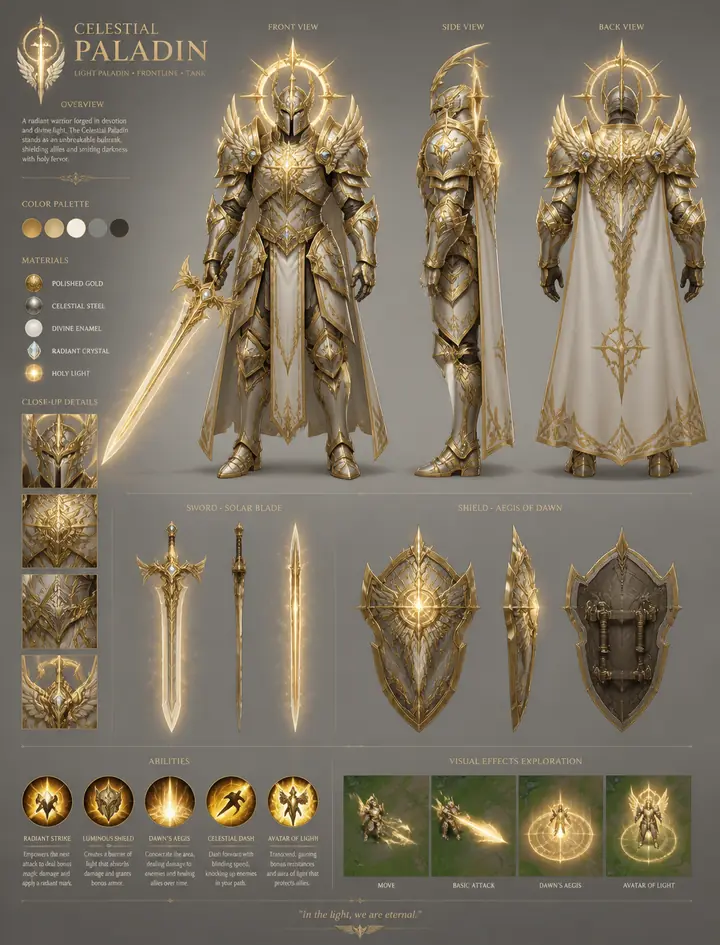 CELESTIAL
PALADIN
LIGHT PALADIN • FRONTLINE • TANK
OVERVIEW
A radiant warrior forged in devotion
and divine light. The Celestial Paladin
stands as an unbreakable bulwark,
shielding allies and smiting darkness
with holy fervor.
COLOR PALETTE
MATERIALS
POLISHED GOLD
CELESTIAL STEEL
DIVINE ENAMEL
RADIANT CRYSTAL
HOLY LIGHT
CLOSE-UP DETAILS
FRONT VIEW
SIDE VIEW
BACK VIEW
SWORD - SOLAR BLADE
SHIELD - AEGIS OF DAWN
ABILITIES
RADIANT STRIKE
Empowers the next
attack to deal bonus
magic damage and
apply a radiant mark.
LUMINOUS SHIELD
Creates a barrier of
light that absorbs
damage and grants
bonus armor.
DAWN'S AEGIS
Consecrate the area,
dealing damage to
enemies and healing
allies over time.
CELESTIAL DASH
Dash forward with
blinding speed,
knocking up enemies
in your path.
AVATAR OF LIGHT
Transcend, gaining
bonus resistances
and aura of light that
protects allies.
VISUAL EFFECTS EXPLORATION
MOVE
BASIC ATTACK
DAWN'S AEGIS
AVATAR OF LIGHT
"In the light, we are eternal."